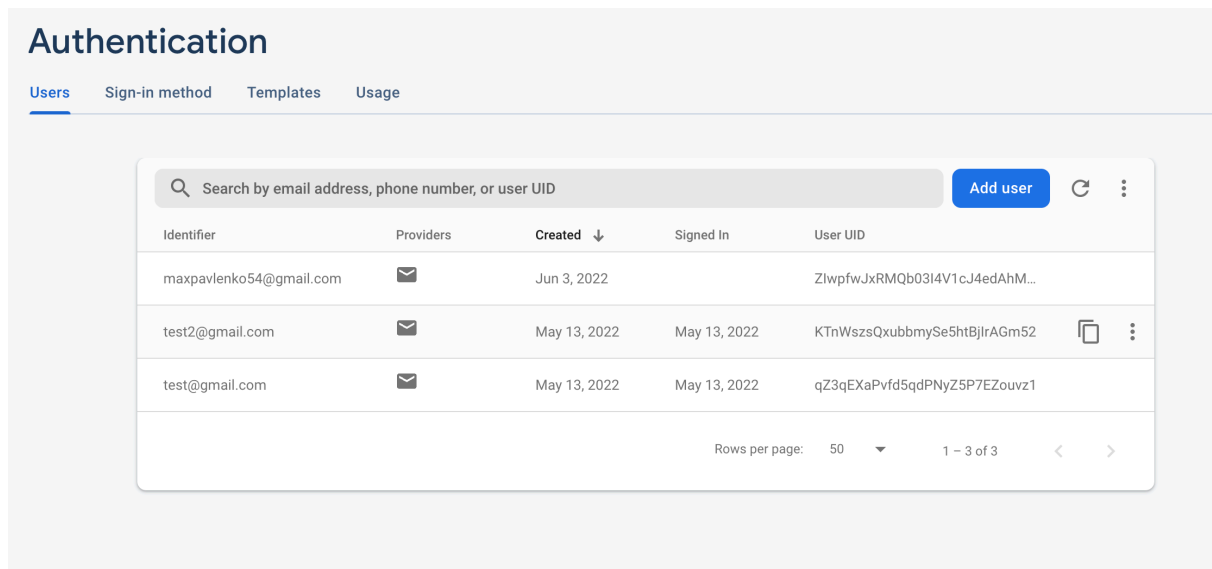 Authentication
Users Sign-in method Templates Usage
Search by email address, phone number, or user UID Add user
Identifier Providers Created Signed In User UID
maxpavlenko54@gmail.com Jun 3, 2022 ZIwpfwJxRMQb03I4V1cJ4edAhM...
test2@gmail.com May 13, 2022 May 13, 2022 KTnWszsQxubbmySe5htBjIrAGm52
test@gmail.com May 13, 2022 May 13, 2022 qZ3qEXaPvfd5qdPNyZ5P7EZouvz1
Rows per page: 50 1 – 3 of 3